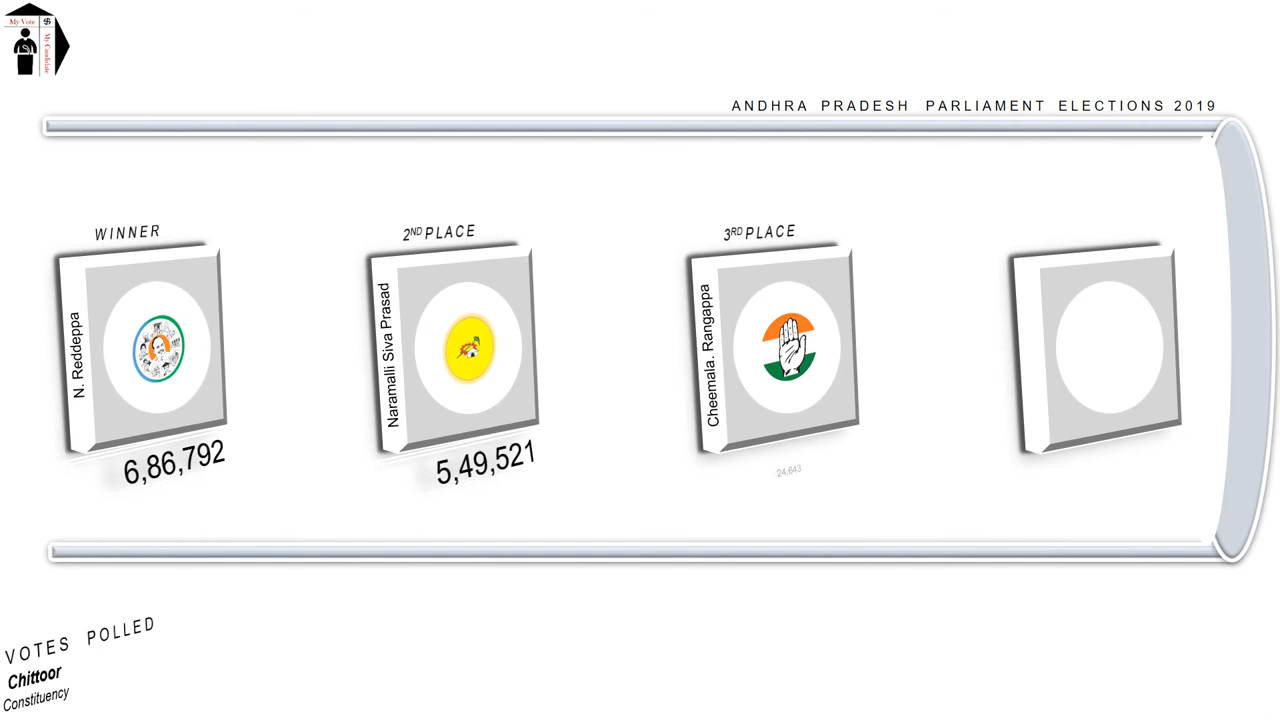 My Vote
My Candidate
ANDHRA PRADESH PARLIAMENT ELECTIONS 2019
WINNER
2ND PLACE
3RD PLACE
N. Reddeppa
Naramalli Siva Prasad
Cheemala. Rangappa
6,86,792
5,49,521
24,643
VOTES POLLED
Chittoor
Constituency